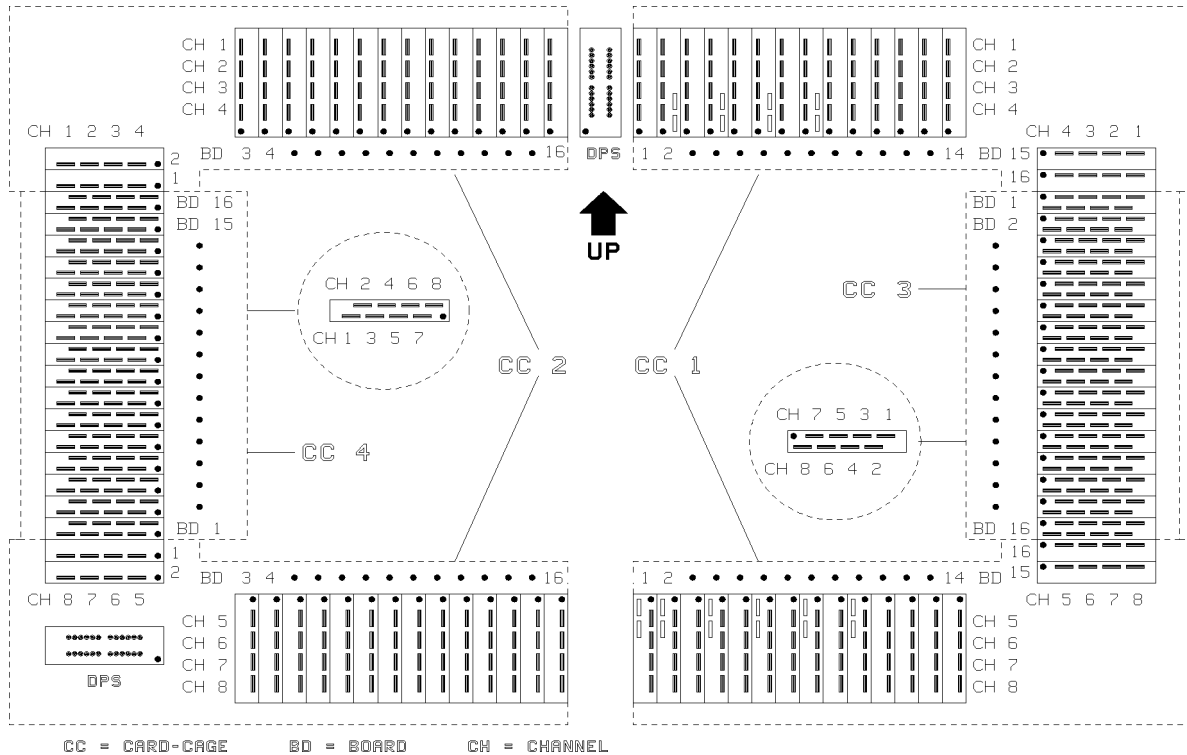 CH 1
CH 2
CH 3
CH 4
CH 1
CH 2
CH 3
CH 4
CH 1 2 3 4
CH 4 3 2 1
2
1
BD 3 4 16
DPS
1 2 14 BD 15
16
BD 16
BD 15
BD 1
BD 2
UP
CH 2 4 6 8
CH 1 3 5 7
CC 3
CC 2
CC 1
CH 7 5 3 1
CH 8 6 4 2
CC 4
BD 1
BD 16
1
2
BD 3 4 16
1 2 14 BD
16
15
CH 8 7 6 5
CH 5 6 7 8
CH 5
CH 6
CH 7
CH 8
CH 5
CH 6
CH 7
CH 8
DPS
CC = CARD-CAGE BD = BOARD CH = CHANNEL